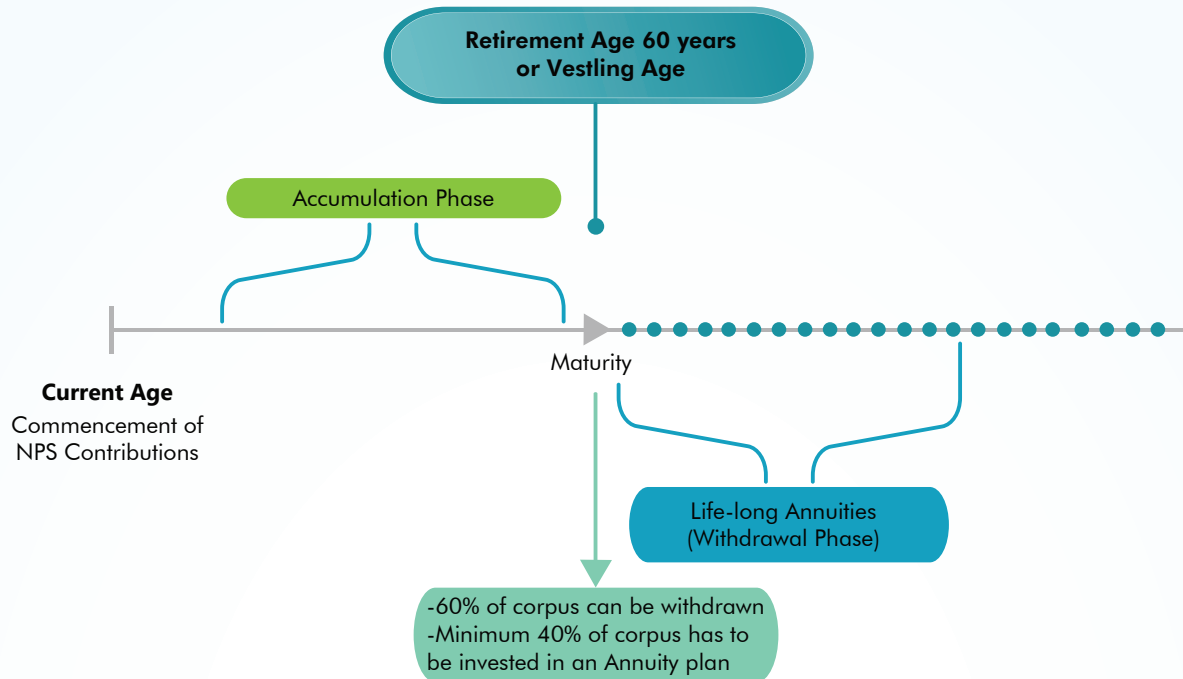 Retirement Age 60 years
or Vestling Age
Accumulation Phase
Maturity
Current Age
Commencement of
NPS Contributions
Life-long Annuities
(Withdrawal Phase)
-60% of corpus can be withdrawn
-Minimum 40% of corpus has to
be invested in an Annuity plan